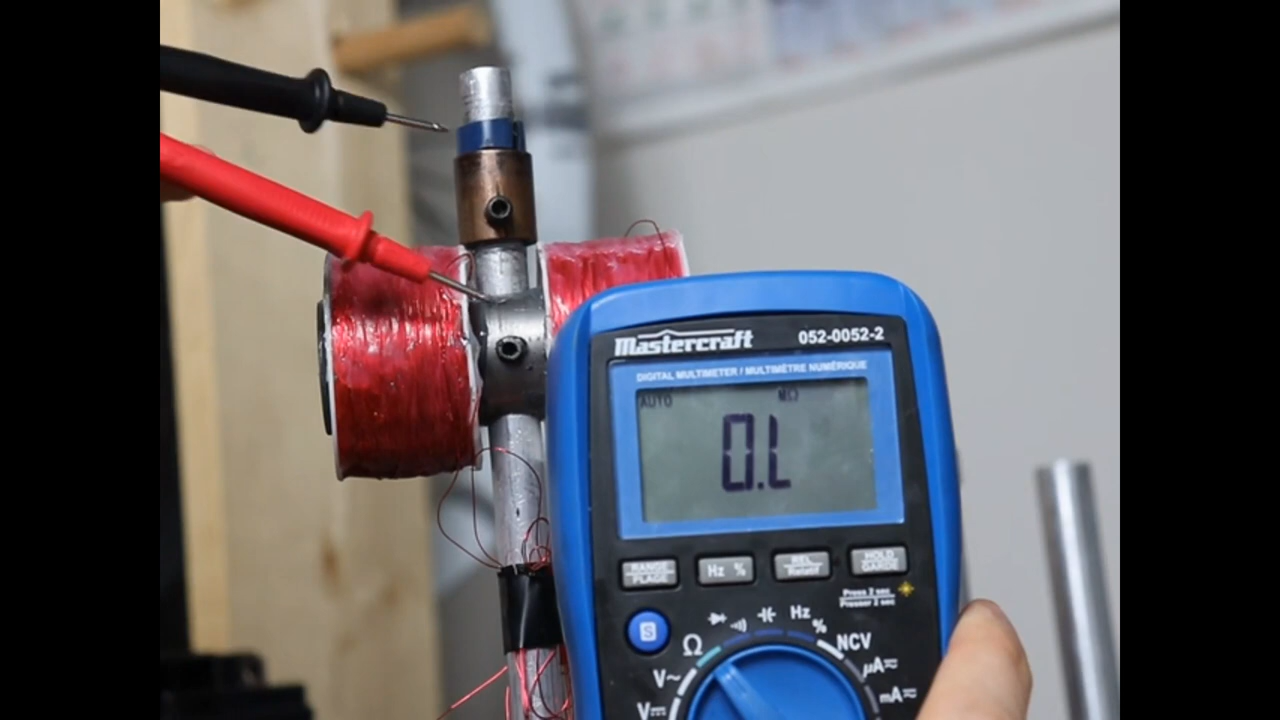 Mastercraft 052-0052-2
DIGITAL MULTIMETER / MULTIMÈTRE NUMÉRIQUE
AUTO MΩ
0.L
RANGE PLAGE
Hz %
REL Relatif
HOLD GARDE
Press 2 sec
Presser 2 sec
S
Ω
Hz
%
NCV
V~
µA
V
mA